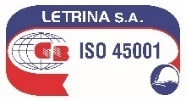 LETRINA S.A.
ISO 45001